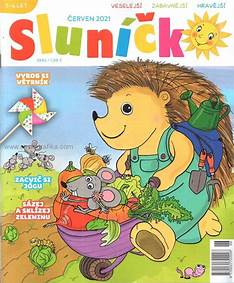 3-6 LET
VESELEJŠÍ ZÁBAVNĚJŠÍ HRAVĚJŠÍ
ČERVEN 2021
Sluníčko
VYROB SI
VĚTRNÍK
ZACVIČ SI
JÓGU
SÁZEJ
A SKLÍZEJ
ZELENINU